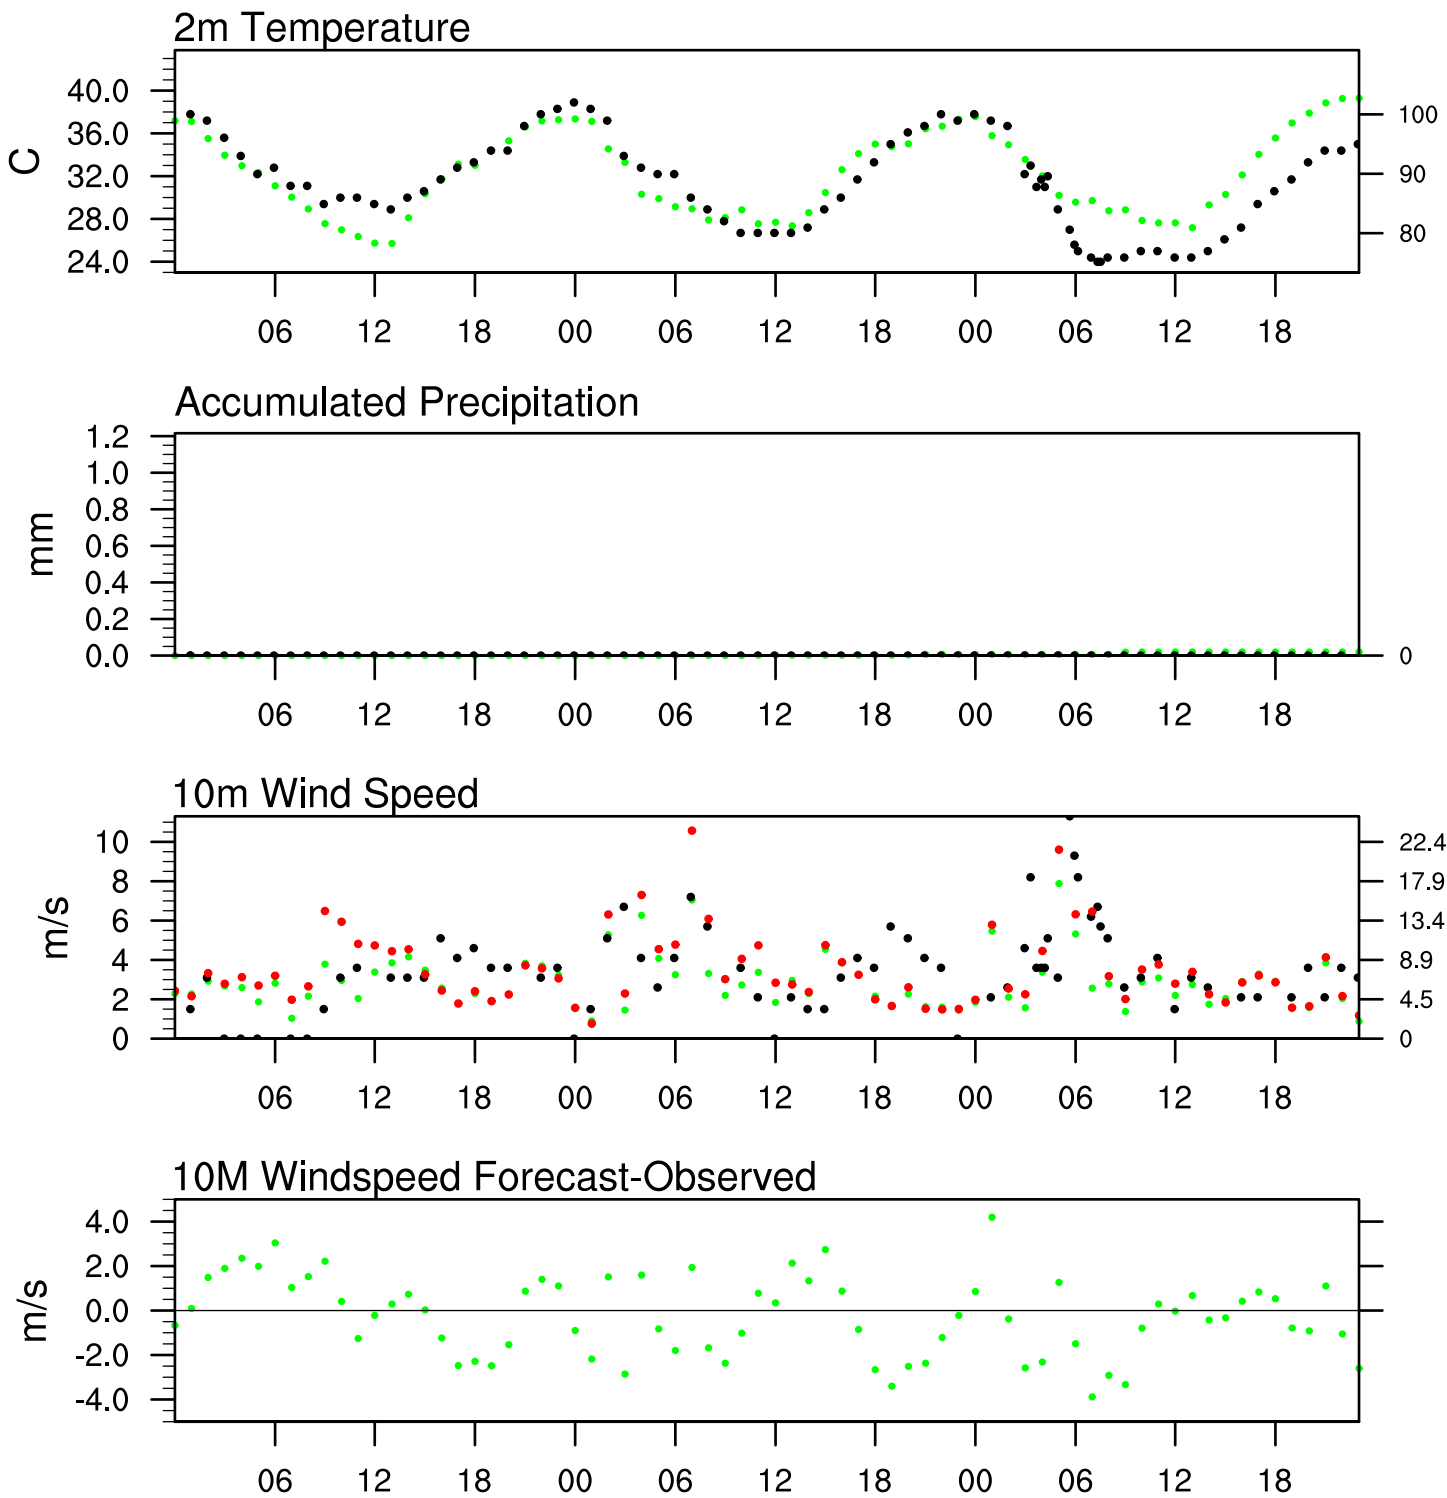 2m Temperature
40.0
36.0
32.0
28.0
24.0
C
100
90
80
06 12 18 00 06 12 18 00 06 12 18
Accumulated Precipitation
1.2
1.0
0.8
0.6
0.4
0.2
0.0
mm
0
06 12 18 00 06 12 18 00 06 12 18
10m Wind Speed
10
8
6
4
2
0
m/s
22.4
17.9
13.4
8.9
4.5
0
06 12 18 00 06 12 18 00 06 12 18
10M Windspeed Forecast-Observed
4.0
2.0
0.0
-2.0
-4.0
m/s
06 12 18 00 06 12 18 00 06 12 18